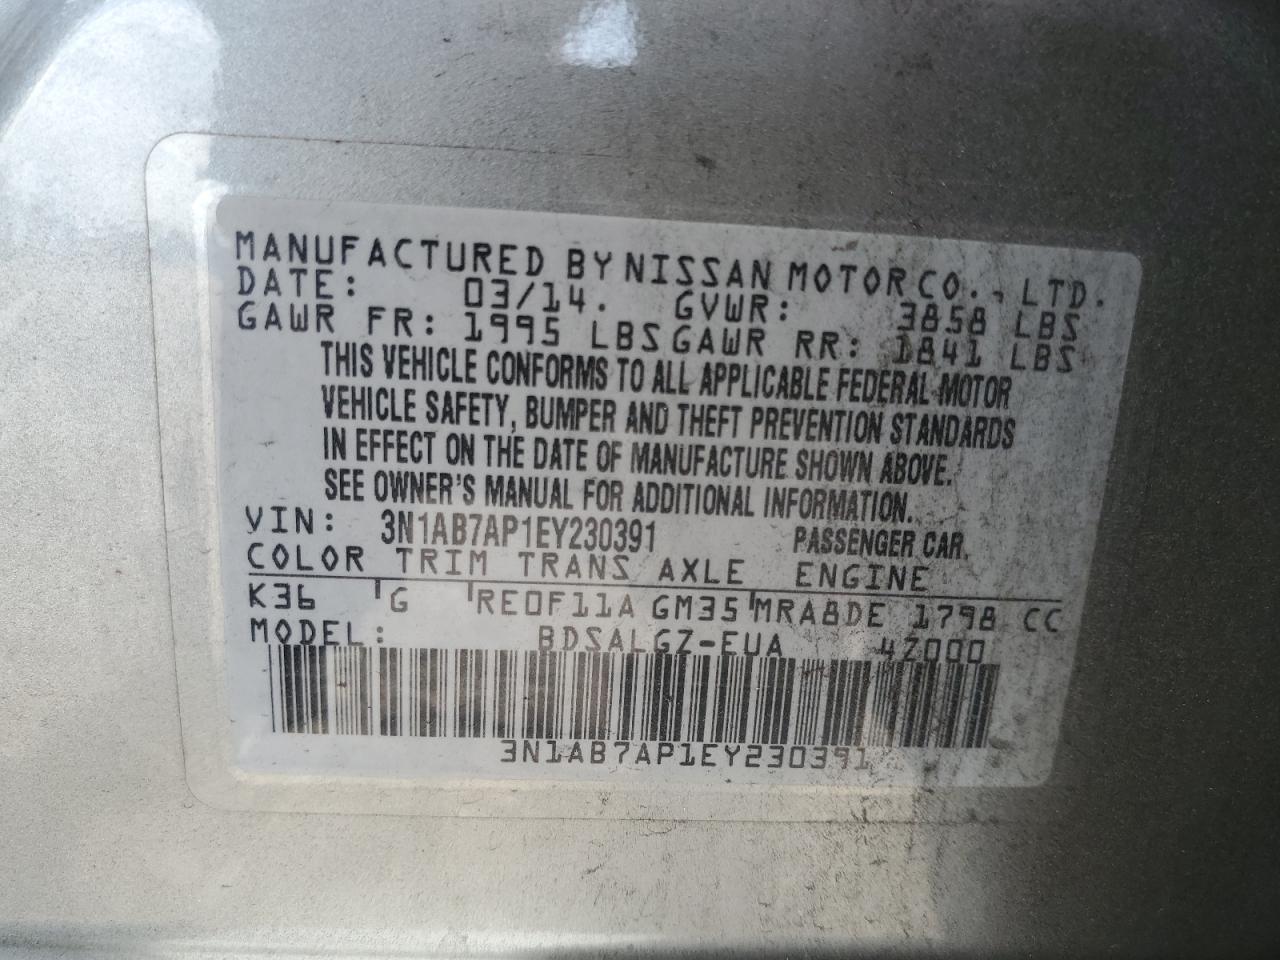 MANUFACTURED BY NISSAN MOTOR CO., LTD.
DATE: 03/14. GVWR: 3858 LBS
GAWR FR: 1995 LBS GAWR RR: 1841 LBS
THIS VEHICLE CONFORMS TO ALL APPLICABLE FEDERAL MOTOR
VEHICLE SAFETY, BUMPER AND THEFT PREVENTION STANDARDS
IN EFFECT ON THE DATE OF MANUFACTURE SHOWN ABOVE.
SEE OWNER'S MANUAL FOR ADDITIONAL INFORMATION.
VIN: 3N1AB7AP1EY230391 PASSENGER CAR.
COLOR TRIM TRANS AXLE ENGINE
K36 G RE0F11A GM35 MRA8DE 1798 CC
MODEL: BDSALGZ-EUA 4Z000
3N1AB7AP1EY230391